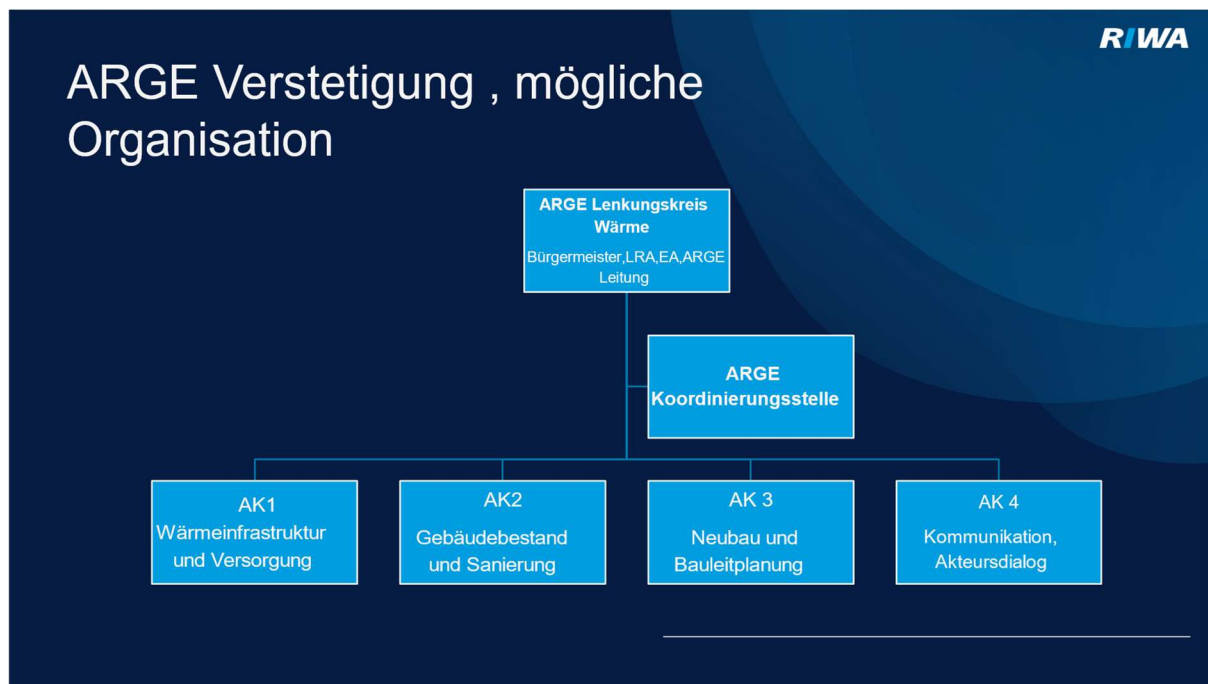 RIWA
ARGE Verstetigung , mögliche
Organisation
ARGE Lenkungskreis
Wärme
Bürgermeister,LRA,EA,ARGE
Leitung
ARGE
Koordinierungsstelle
AK1
Wärmeinfrastruktur
und Versorgung
AK2
Gebäudebestand
und Sanierung
AK 3
Neubau und
Bauleitplanung
AK 4
Kommunikation,
Akteursdialog